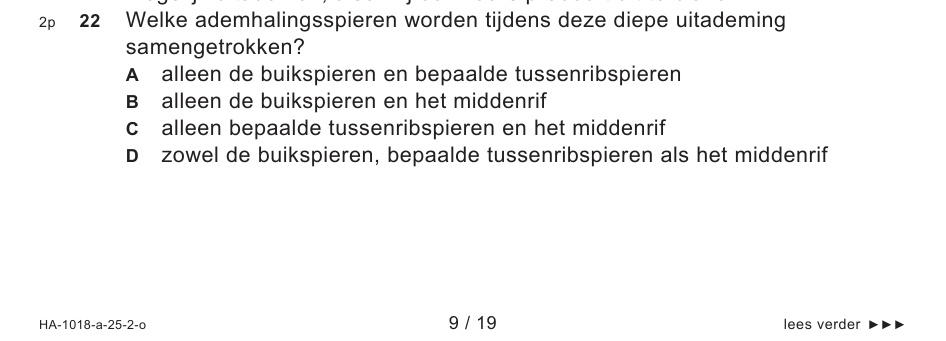 2p 22 Welke ademhalingsspieren worden tijdens deze diepe uitademing
samengetrokken?
A alleen de buikspieren en bepaalde tussenribspieren
B alleen de buikspieren en het middenrif
C alleen bepaalde tussenribspieren en het middenrif
D zowel de buikspieren, bepaalde tussenribspieren als het middenrif
HA-1018-a-25-2-o 9 / 19 lees verder ►►►